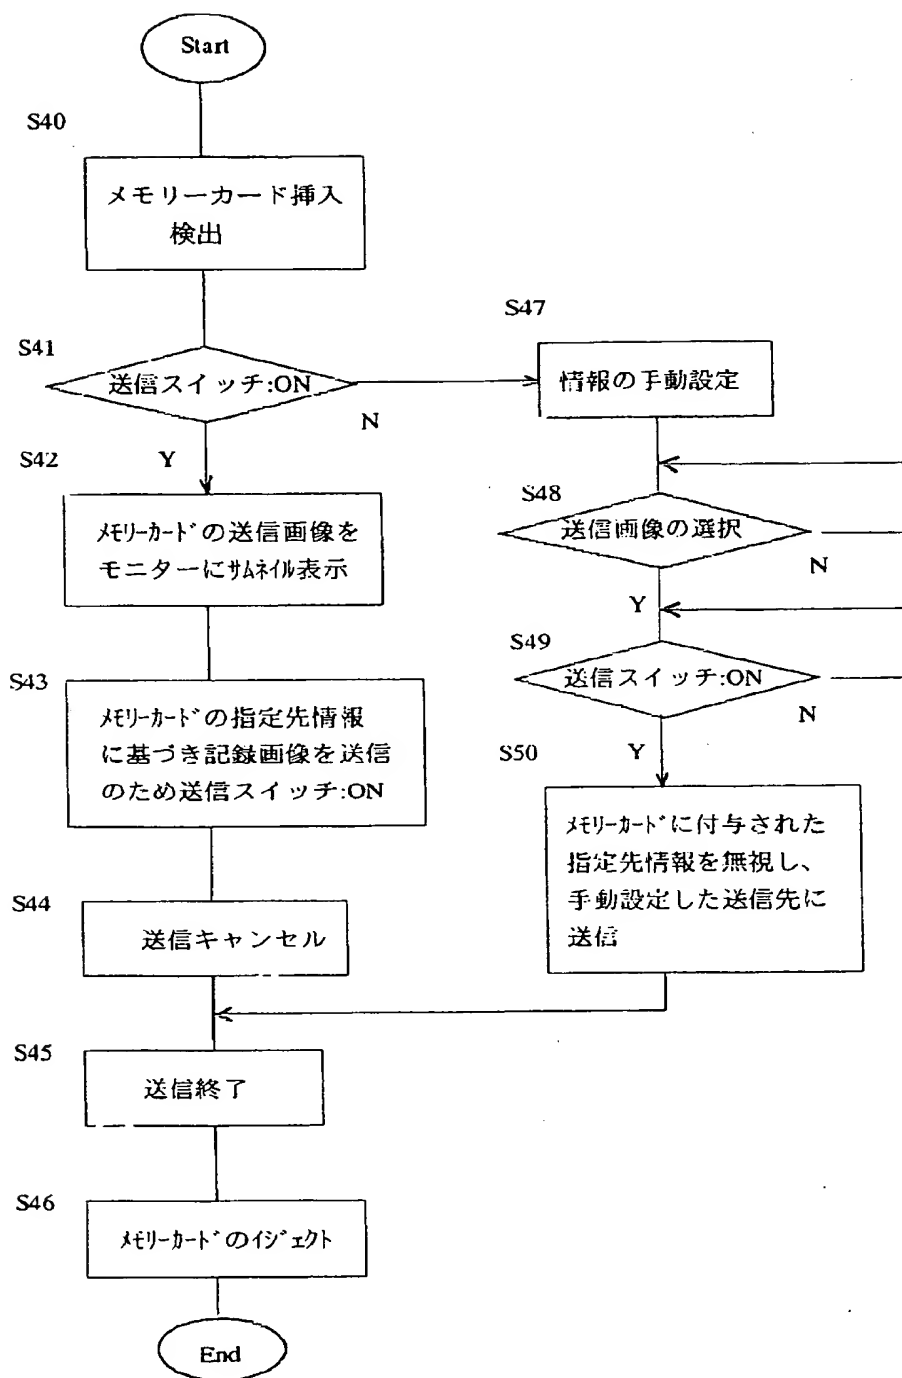 Start
S40
メモリーカード挿入
検出
S41
送信スイッチ:ON
N
Y
S42
ﾒﾓﾘｰｶｰﾄﾞの送信画像を
モニターにｻﾑﾈｲﾙ表示
S43
ﾒﾓﾘｰｶｰﾄﾞの指定先情報
に基づき記録画像を送信
のため送信スイッチ:ON
S44
送信キャンセル
S45
送信終了
S46
ﾒﾓﾘｰｶｰﾄﾞのｲｼﾞｪｸﾄ
End
S47
情報の手動設定
S48
送信画像の選択
N
Y
S49
送信スイッチ:ON
N
Y
S50
ﾒﾓﾘｰｶｰﾄﾞに付与された
指定先情報を無視し、
手動設定した送信先に
送信